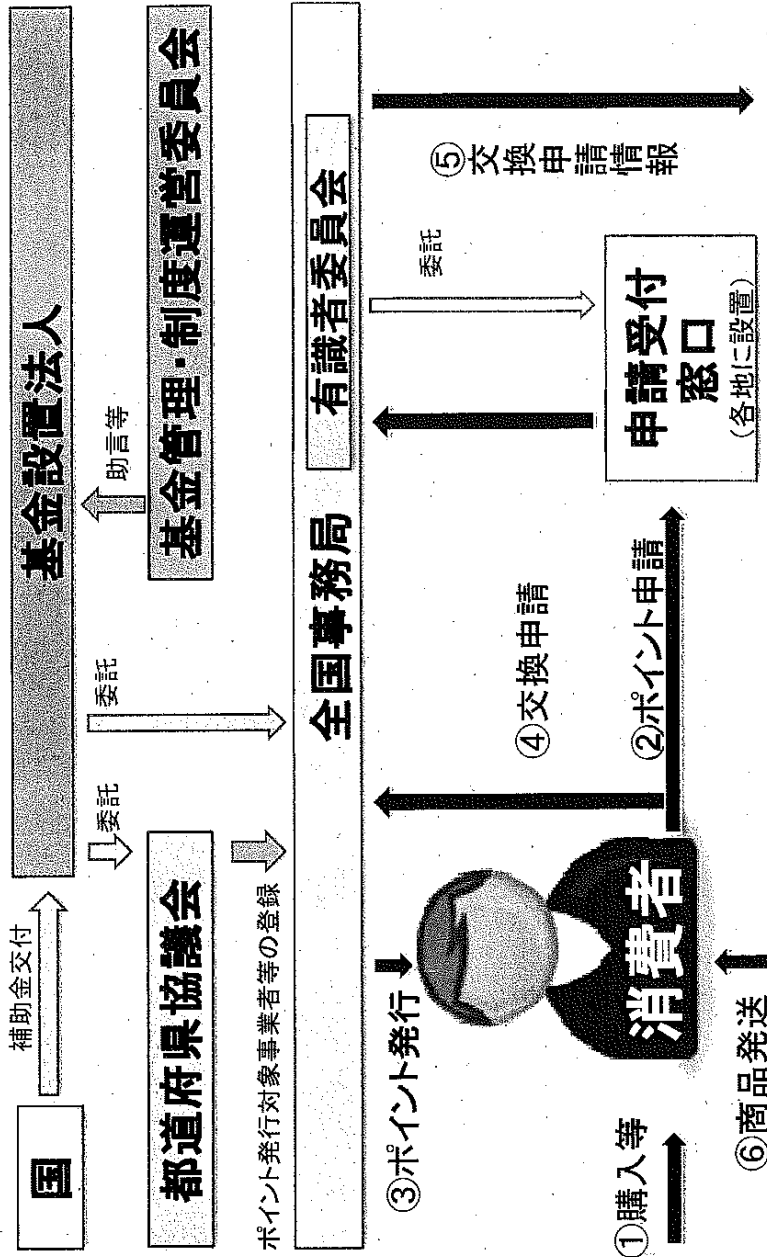 国
補助金交付
基金設置法人
委託
委託
助言等
都道府県協議会
基金管理・制度運営委員会
ポイント発行対象事業者等の登録
全国事務局
有識者委員会
③ポイント発行
④交換申請
委託
⑤交換申請情報
①購入等
消費者
②ポイント申請
申請受付
窓口
(各地に設置)
⑥商品発送